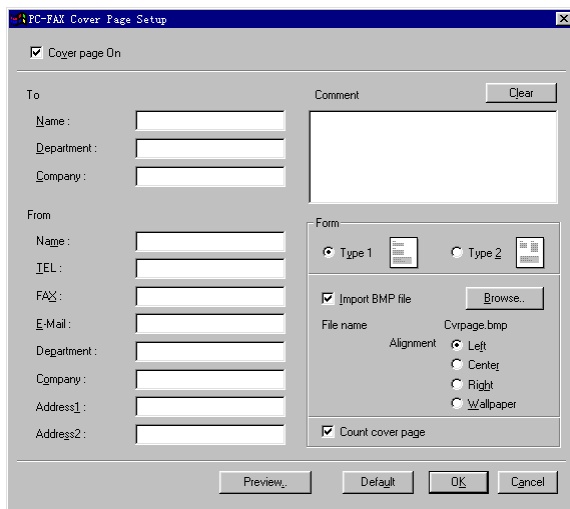 PC-FAX Cover Page Setup
Cover page On
To
Name :
Department :
Company :
Comment
Clear
From
Name :
TEL :
FAX :
E-Mail :
Department :
Company :
Address1 :
Address2 :
Form
Type 1
Type 2
Import BMP file
Browse..
File name
Cvrpage.bmp
Alignment
Left
Center
Right
Wallpaper
Count cover page
Preview..
Default
OK
Cancel